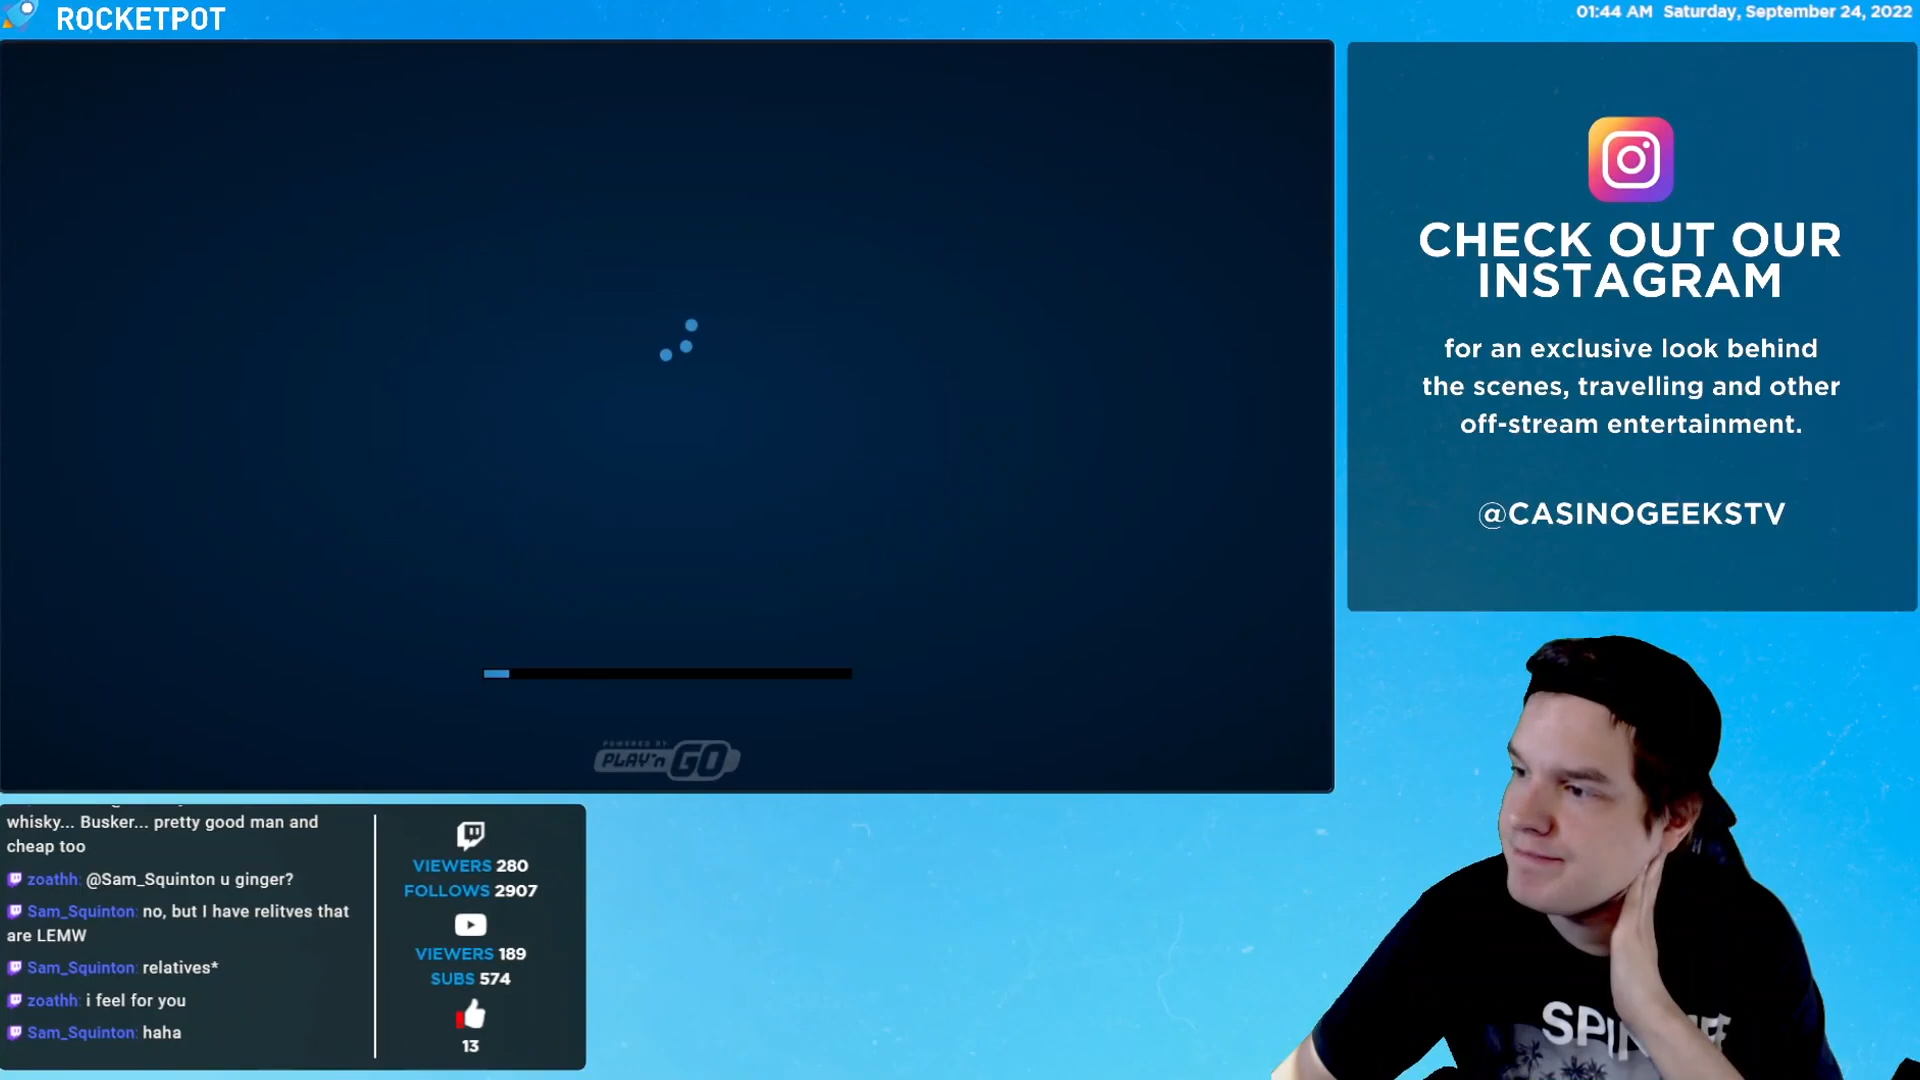 ROCKETPOT
01:44 AM Saturday, September 24, 2022
CHECK OUT OUR
INSTAGRAM
for an exclusive look behind
the scenes, travelling and other
off-stream entertainment.
@CASINOGEEKSTV
POWERED BY
PLAY'n GO
whisky... Busker... pretty good man and
cheap too
zoathh: @Sam_Squinton u ginger?
Sam_Squinton: no, but I have relitves that
are LEMW
Sam_Squinton: relatives*
zoathh: i feel for you
Sam_Squinton: haha
VIEWERS 280
FOLLOWS 2907
VIEWERS 189
SUBS 574
13